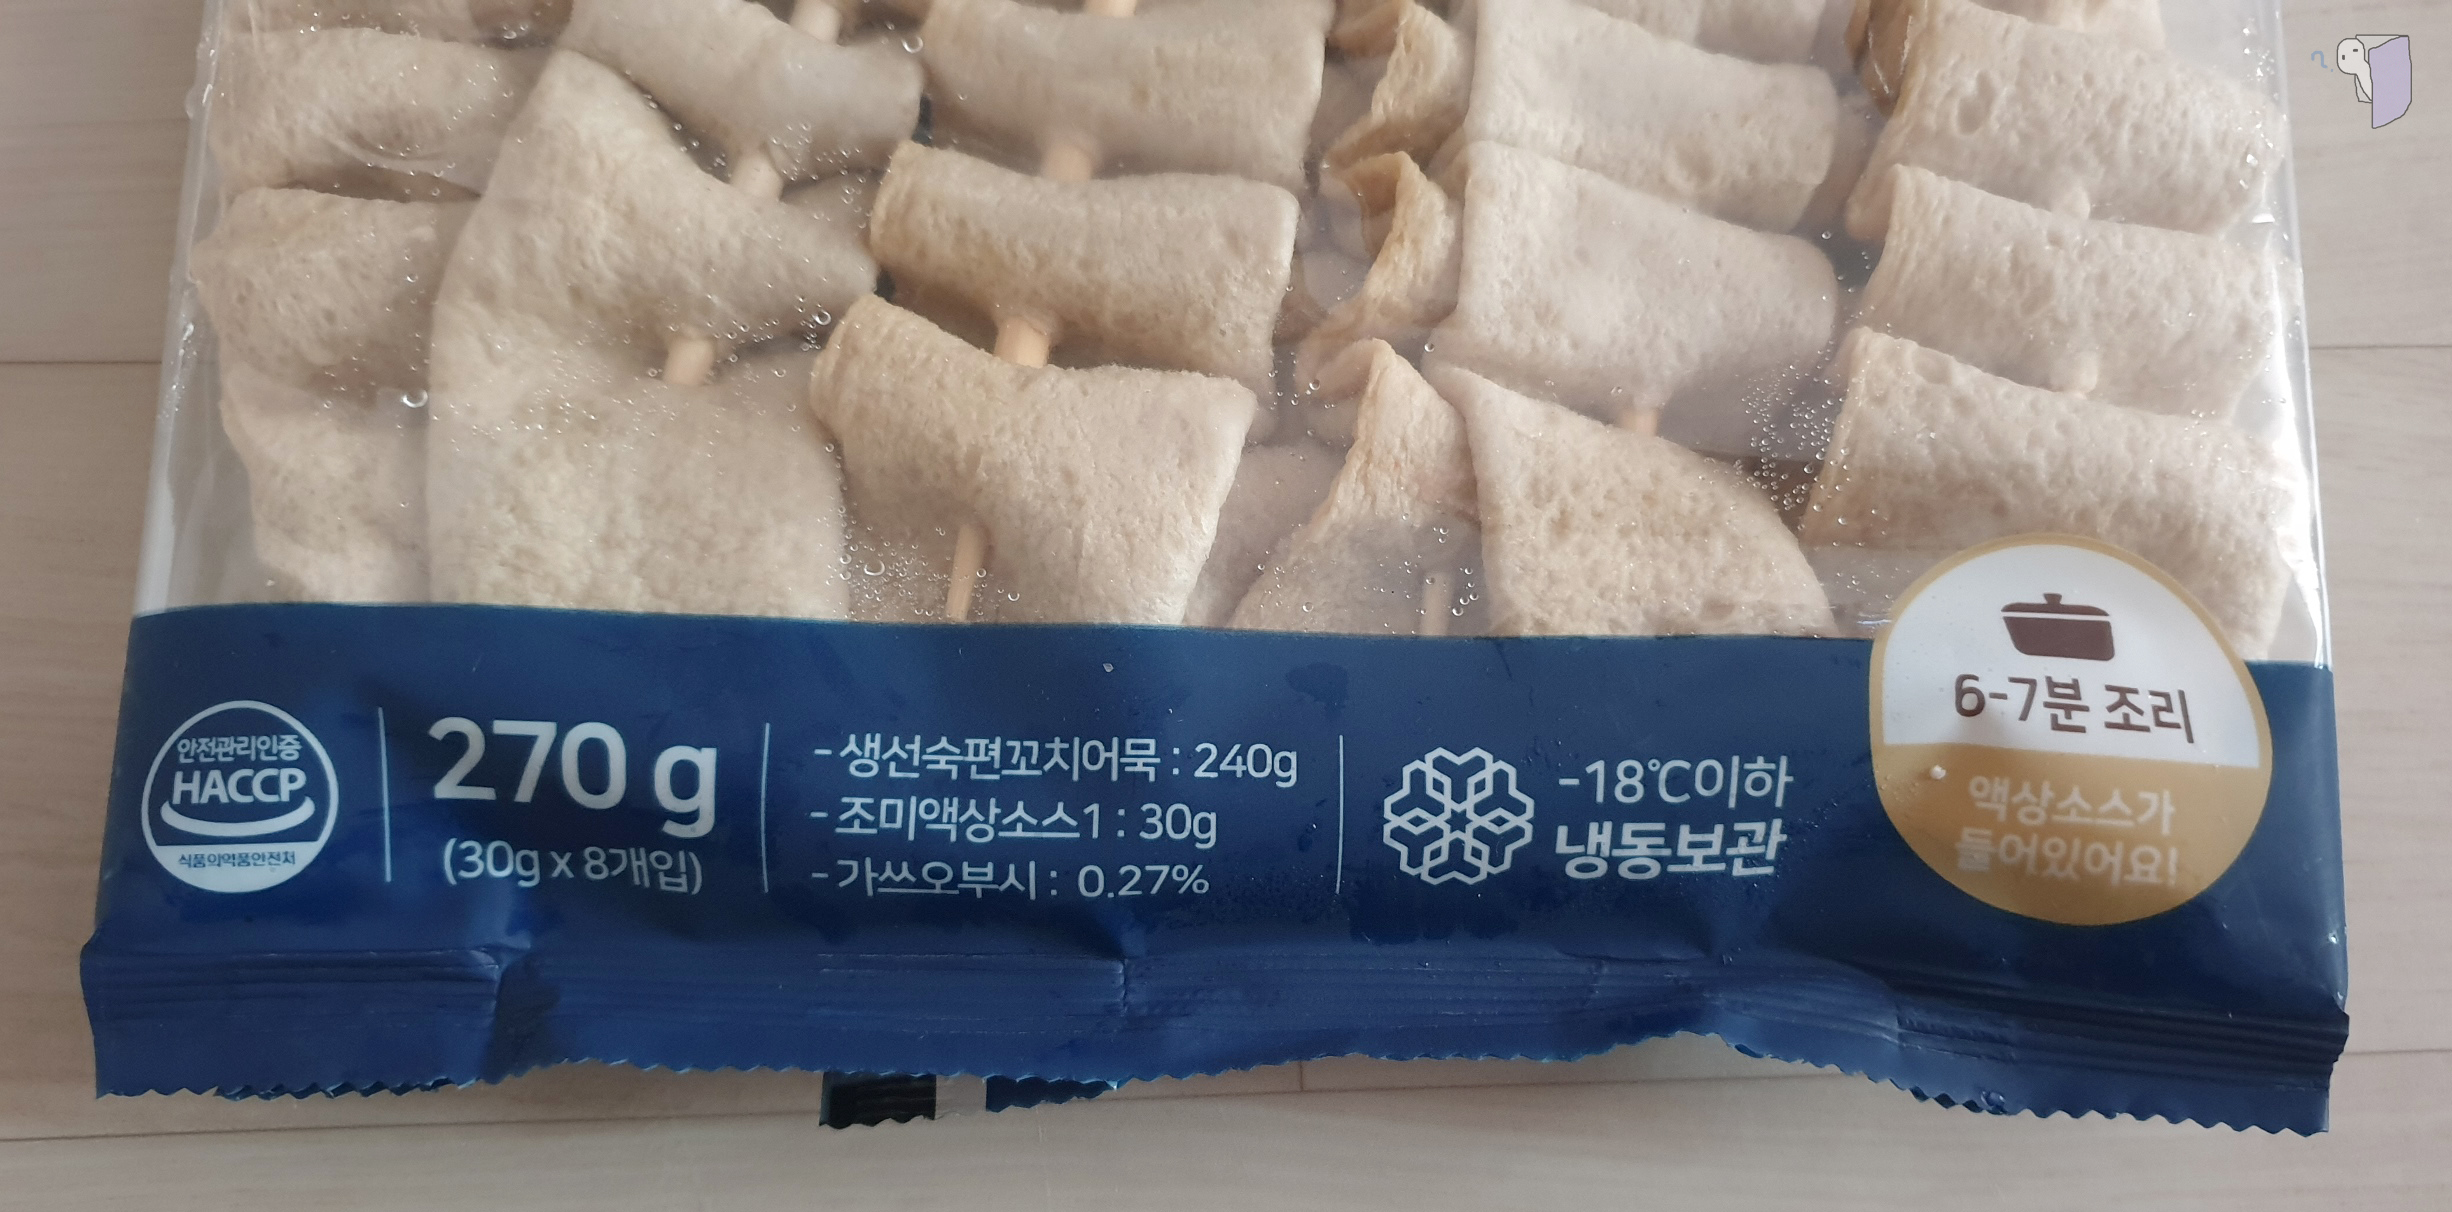 안전관리인증
HACCP
식품의약품안전처
270 g
(30g x 8개입)
-생선숙편꼬치어묵 : 240g
-조미액상소스1 : 30g
-가쓰오부시 : 0.27%
-18℃이하
냉동보관
6-7분 조리
액상소스가
들어있어요!